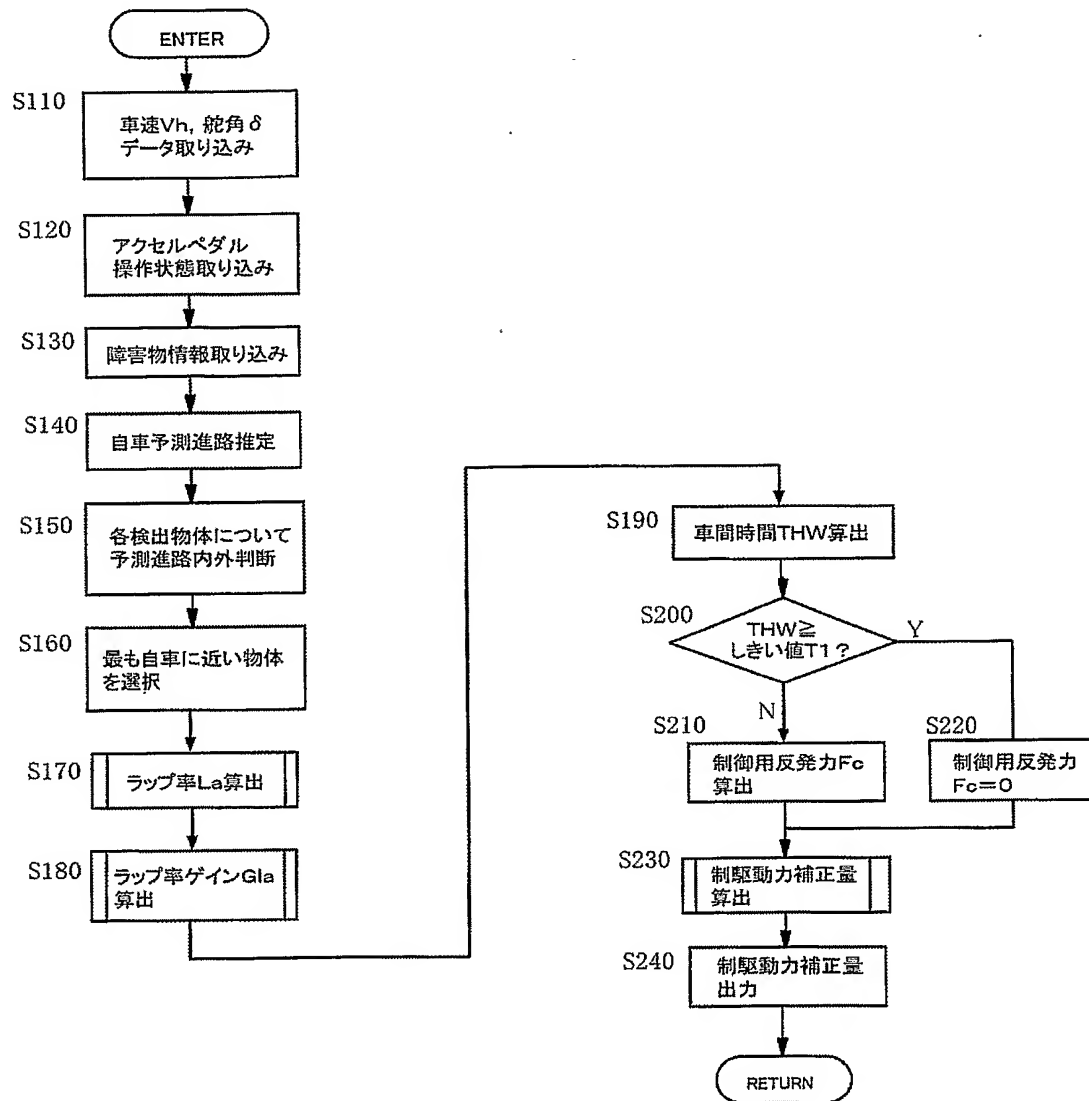 ENTER
S110
車速Vh, 舵角δ
データ取り込み
S120
アクセルペダル
操作状態取り込み
S130
障害物情報取り込み
S140
自車予測進路推定
S150
各検出物体について
予測進路内外判断
S160
最も自車に近い物体
を選択
S170
ラップ率La算出
S180
ラップ率ゲインGla
算出
S190
車間時間THW算出
S200
THW≧
しきい値T1?
Y
N
S210
制御用反発力Fc
算出
S220
制御用反発力
Fc=0
S230
制駆動力補正量
算出
S240
制駆動力補正量
出力
RETURN